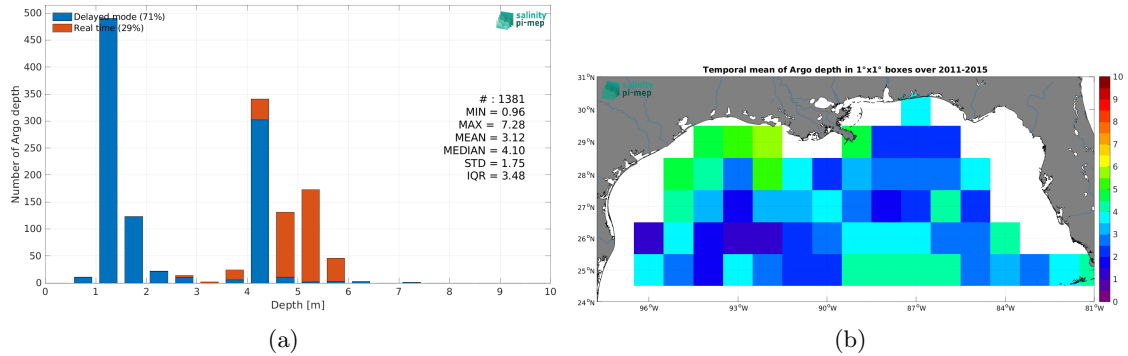 Delayed mode (71%)
Real time (29%)
salinity
pi-mep
# : 1381
MIN = 0.96
MAX = 7.28
MEAN = 3.12
MEDIAN = 4.10
STD = 1.75
IQR = 3.48
Number of Argo depth
500
450
400
350
300
250
200
150
100
50
0
0 1 2 3 4 5 6 7 8 9 10
Depth [m]
(a)
Temporal mean of Argo depth in 1°x1° boxes over 2011-2015
salinity
pi-mep
31°N
30°N
29°N
28°N
27°N
26°N
25°N
24°N
96°W 93°W 90°W 87°W 84°W 81°W
10
9
8
7
6
5
4
3
2
1
0
(b)